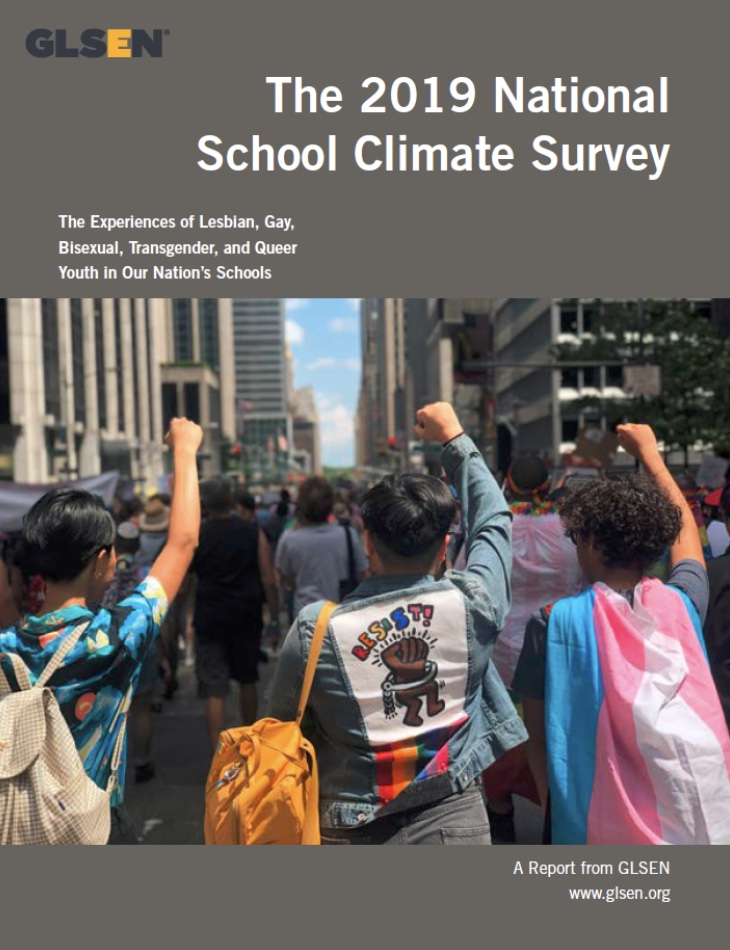 GLSEN®
The 2019 National
School Climate Survey
The Experiences of Lesbian, Gay,
Bisexual, Transgender, and Queer
Youth in Our Nation's Schools
RESIST!
A Report from GLSEN
www.glsen.org